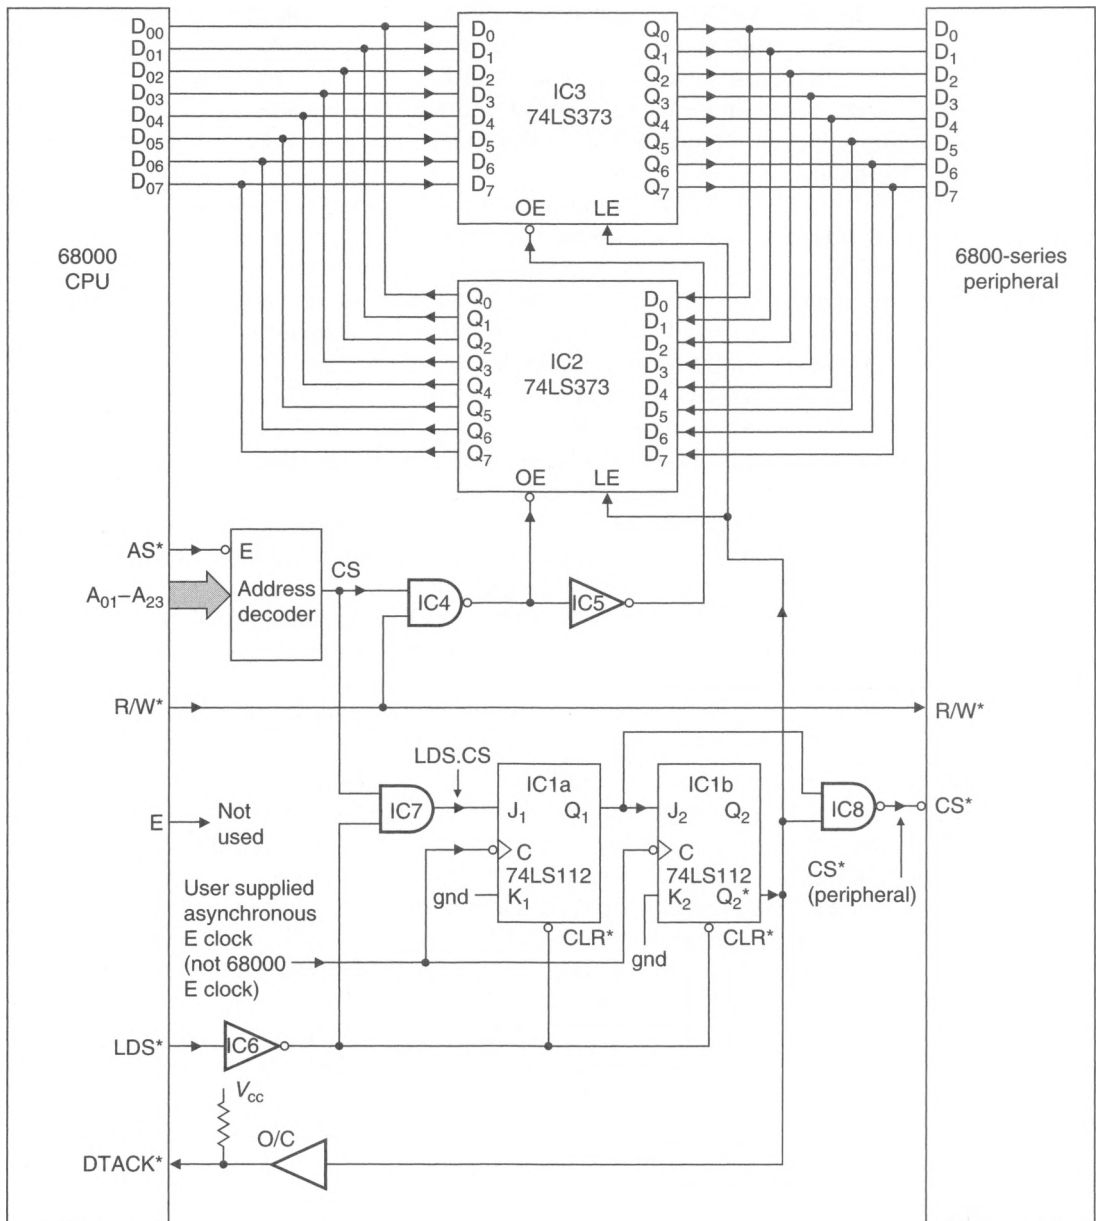 D00
D01
D02
D03
D04
D05
D06
D07
68000
CPU
D0
D1
D2
D3
D4
D5
D6
D7
IC3
74LS373
Q0
Q1
Q2
Q3
Q4
Q5
Q6
Q7
OE
LE
D0
D1
D2
D3
D4
D5
D6
D7
6800-series
peripheral
Q0
Q1
Q2
Q3
Q4
Q5
Q6
Q7
IC2
74LS373
D0
D1
D2
D3
D4
D5
D6
D7
OE
LE
AS*
E
A01–A23
Address
decoder
CS
IC4
IC5
R/W*
R/W*
LDS.CS
IC7
IC1a
J1
Q1
C
74LS112
K1
gnd
CLR*
IC1b
J2
Q2
C
74LS112
K2
Q2*
gnd
CLR*
IC8
CS*
CS*
(peripheral)
E
Not
used
User supplied
asynchronous
E clock
(not 68000
E clock)
LDS*
IC6
Vcc
O/C
DTACK*